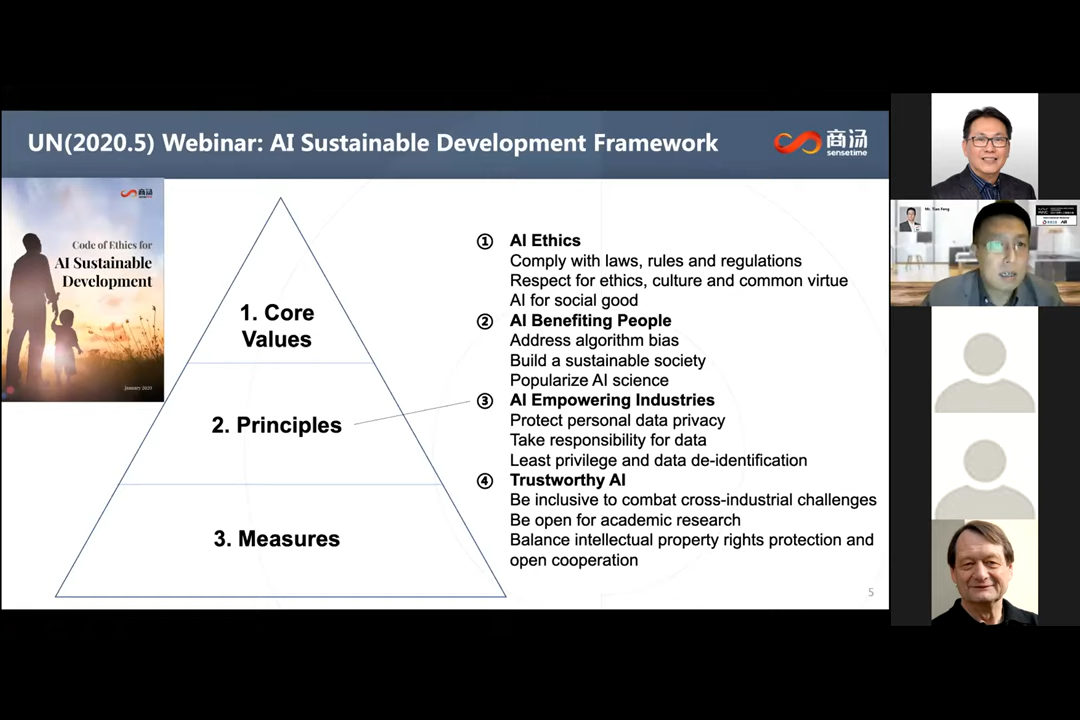 UN(2020.5) Webinar: AI Sustainable Development Framework
商汤
sensetime
商汤
Code of Ethics for
AI Sustainable
Development
January 2020
1. Core
Values
2. Principles
3. Measures
① AI Ethics
Comply with laws, rules and regulations
Respect for ethics, culture and common virtue
AI for social good
② AI Benefiting People
Address algorithm bias
Build a sustainable society
Popularize AI science
③ AI Empowering Industries
Protect personal data privacy
Take responsibility for data
Least privilege and data de-identification
④ Trustworthy AI
Be inclusive to combat cross-industrial challenges
Be open for academic research
Balance intellectual property rights protection and
open cooperation
5
Mr. Tian Feng